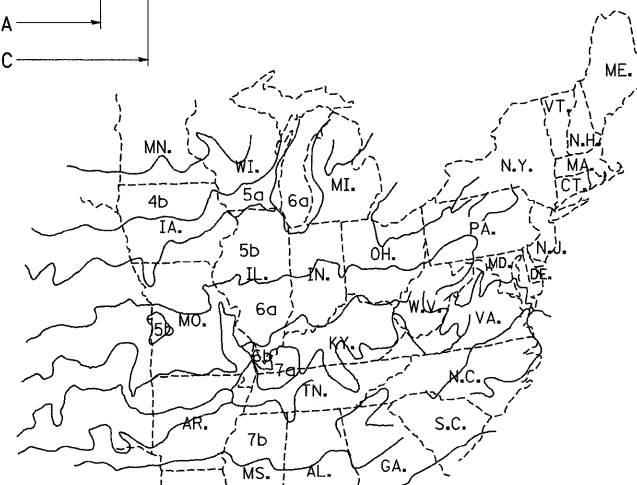 A
C
ME.
VT.
MN.
N.H.
WI.
N.Y.
MA.
MI.
CT.
4b
5a
6a
IA.
PA.
5b
OH.
N.J.
IL.
IN.
MD.
DE.
6a
W.V.
MO.
VA.
5b
KY.
6b
7a
TN.
N.C.
AR.
S.C.
7b
MS.
AL.
GA.